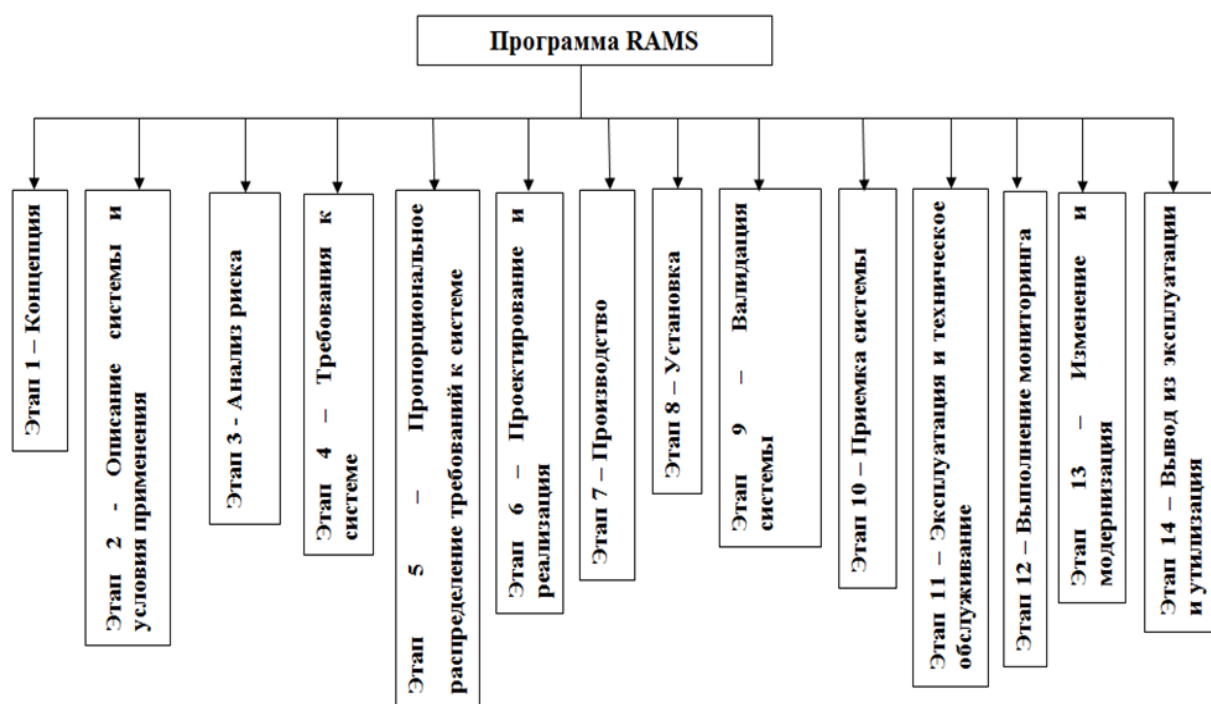 Программа RAMS
Этап 1 – Концепция
Этап 2 - Описание системы и
условия применения
Этап 3 - Анализ риска
Этап 4 – Требования к
системе
Этап 5 – Пропорциональное
распределение требований к системе
Этап 6 – Проектирование и
реализация
Этап 7 – Производство
Этап 8 – Установка
Этап 9 – Валидация
системы
Этап 10 – Приемка системы
Этап 11 – Эксплуатация и техническое
обслуживание
Этап 12 – Выполнение мониторинга
Этап 13 – Изменение и
модернизация
Этап 14 – Вывод из эксплуатации
и утилизация